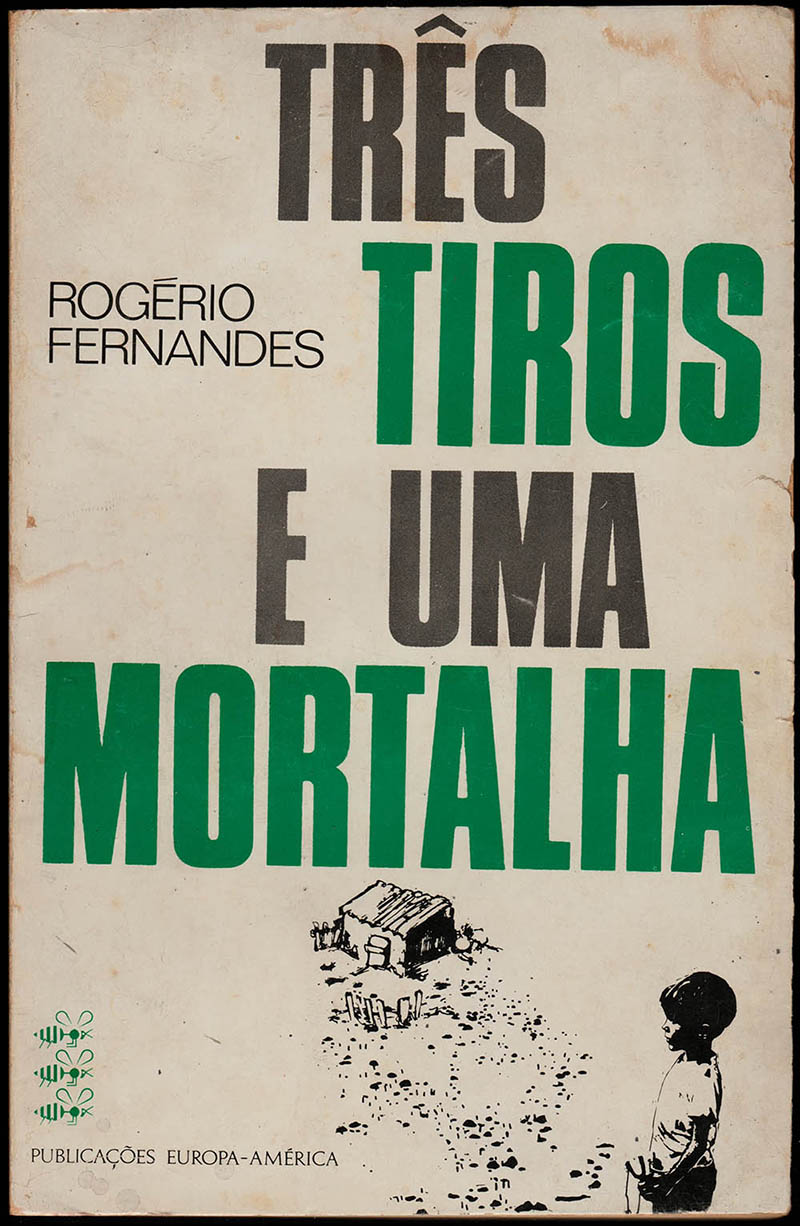 TRÊS
TIROS
ROGÉRIO
FERNANDES
E UMA
MORTALHA
PUBLICAÇÕES EUROPA-AMÉRICA